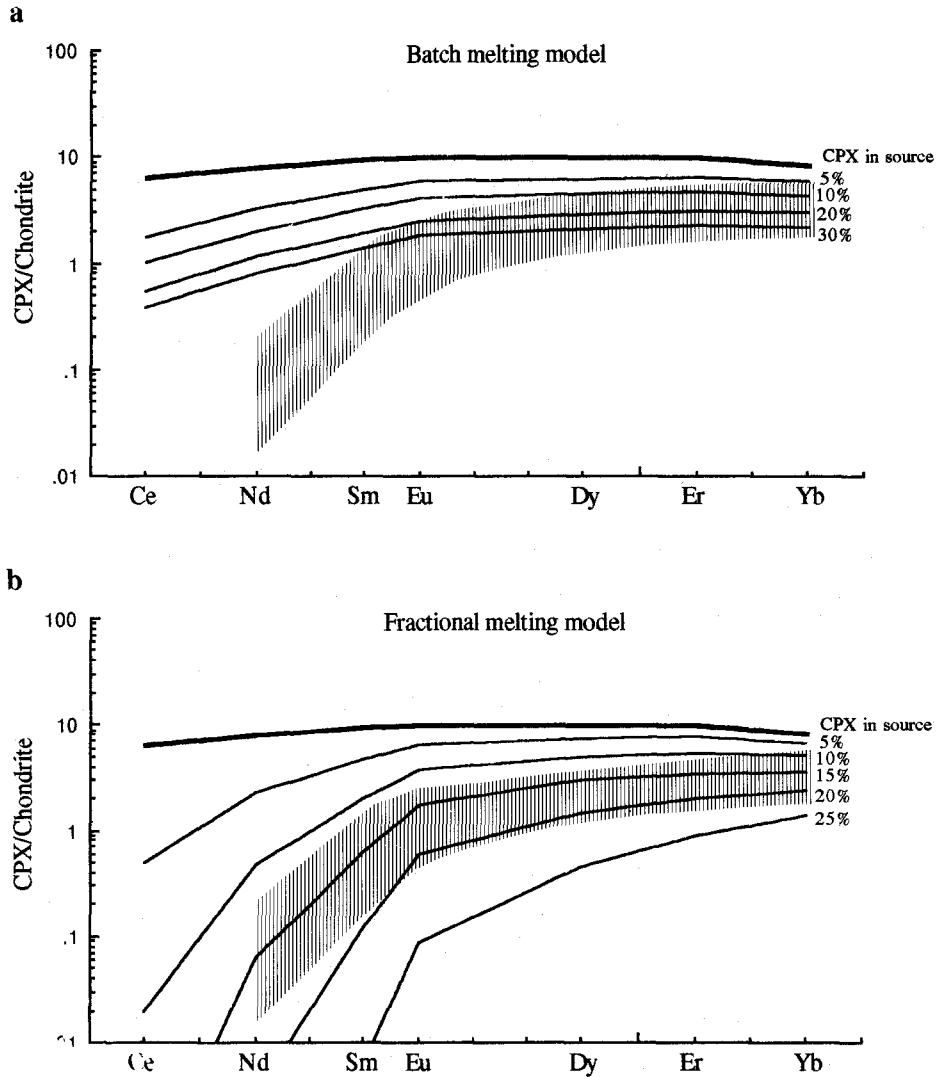 a
Batch melting model
100
10
1
.1
.01
CPX/Chondrite
CPX in source
5%
10%
20%
30%
Ce Nd Sm Eu Dy Er Yb
b
Fractional melting model
100
10
1
.1
CPX/Chondrite
CPX in source
5%
10%
15%
20%
25%
Nd Sm Eu Dy Er Yb